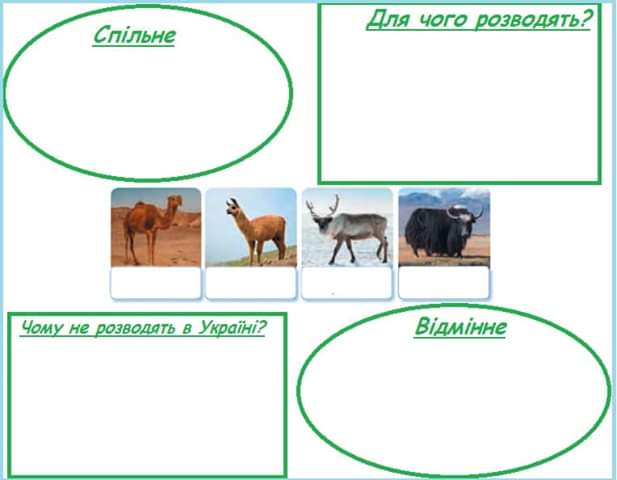 Спільне
Для чого розводять?
Чому не розводять в Україні?
Відмінне